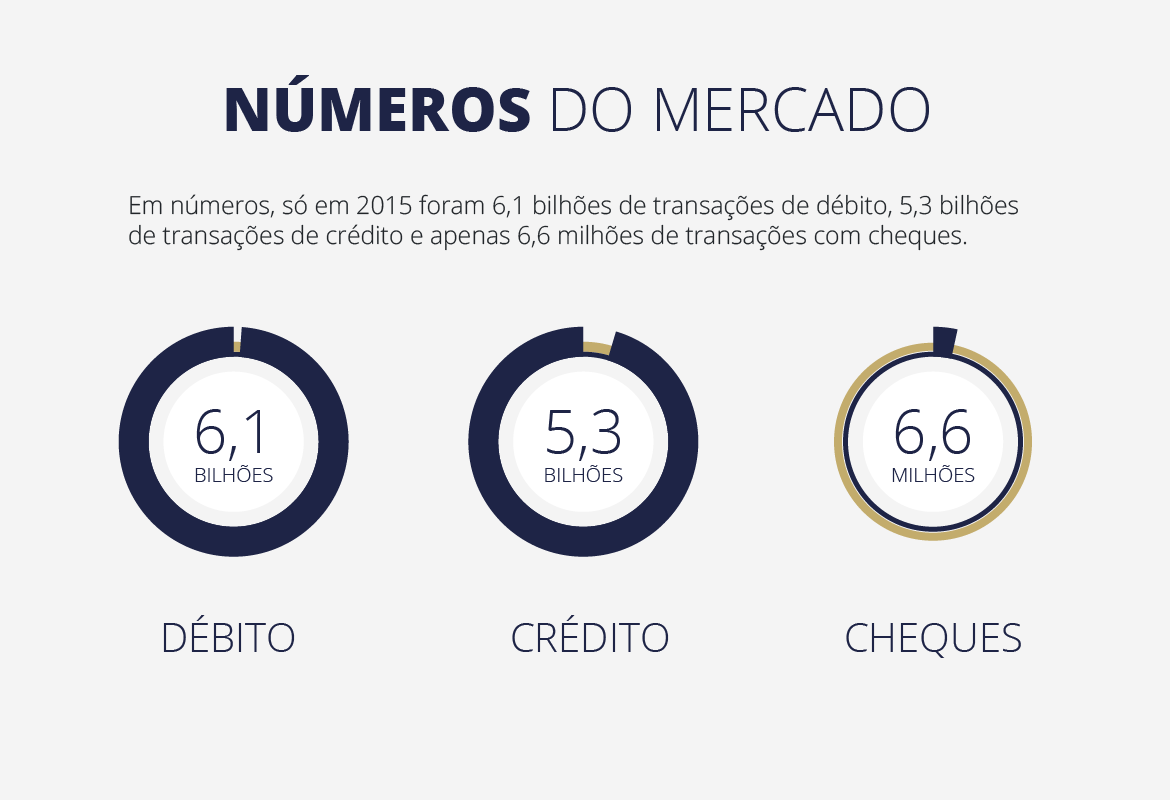 NÚMEROS DO MERCADO
Em números, só em 2015 foram 6,1 bilhões de transações de débito, 5,3 bilhões
de transações de crédito e apenas 6,6 milhões de transações com cheques.
6,1
BILHÕES
5,3
BILHÕES
6,6
MILHÕES
DÉBITO
CRÉDITO
CHEQUES